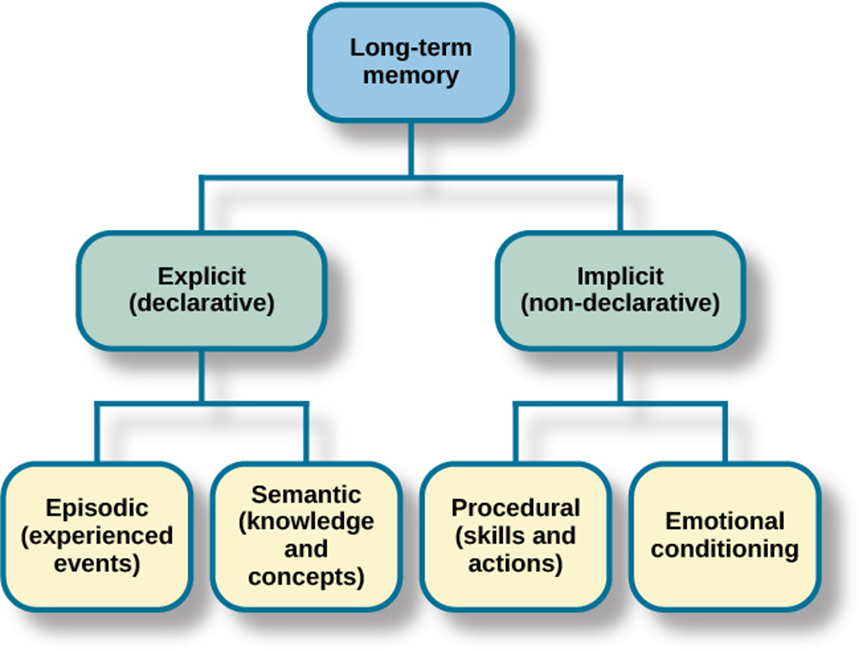 Long-term
memory
Explicit
(declarative)
Implicit
(non-declarative)
Episodic
(experienced
events)
Semantic
(knowledge
and
concepts)
Procedural
(skills and
actions)
Emotional
conditioning